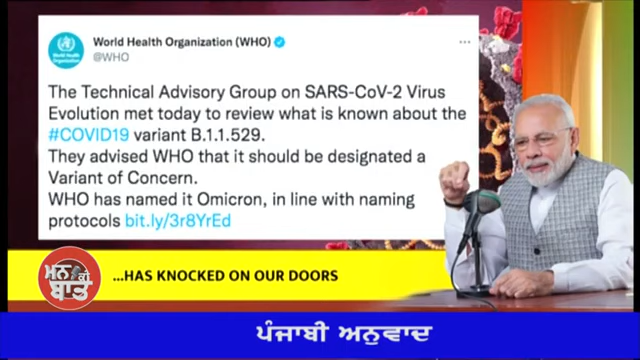 World Health Organization (WHO)
@WHO
The Technical Advisory Group on SARS-CoV-2 Virus
Evolution met today to review what is known about the
#COVID19 variant B.1.1.529.
They advised WHO that it should be designated a
Variant of Concern.
WHO has named it Omicron, in line with naming
protocols bit.ly/3r8YrEd
ਮਨ ਕੀ
ਬਾਤ
...HAS KNOCKED ON OUR DOORS
ਪੰਜਾਬੀ ਅਨੁਵਾਦ